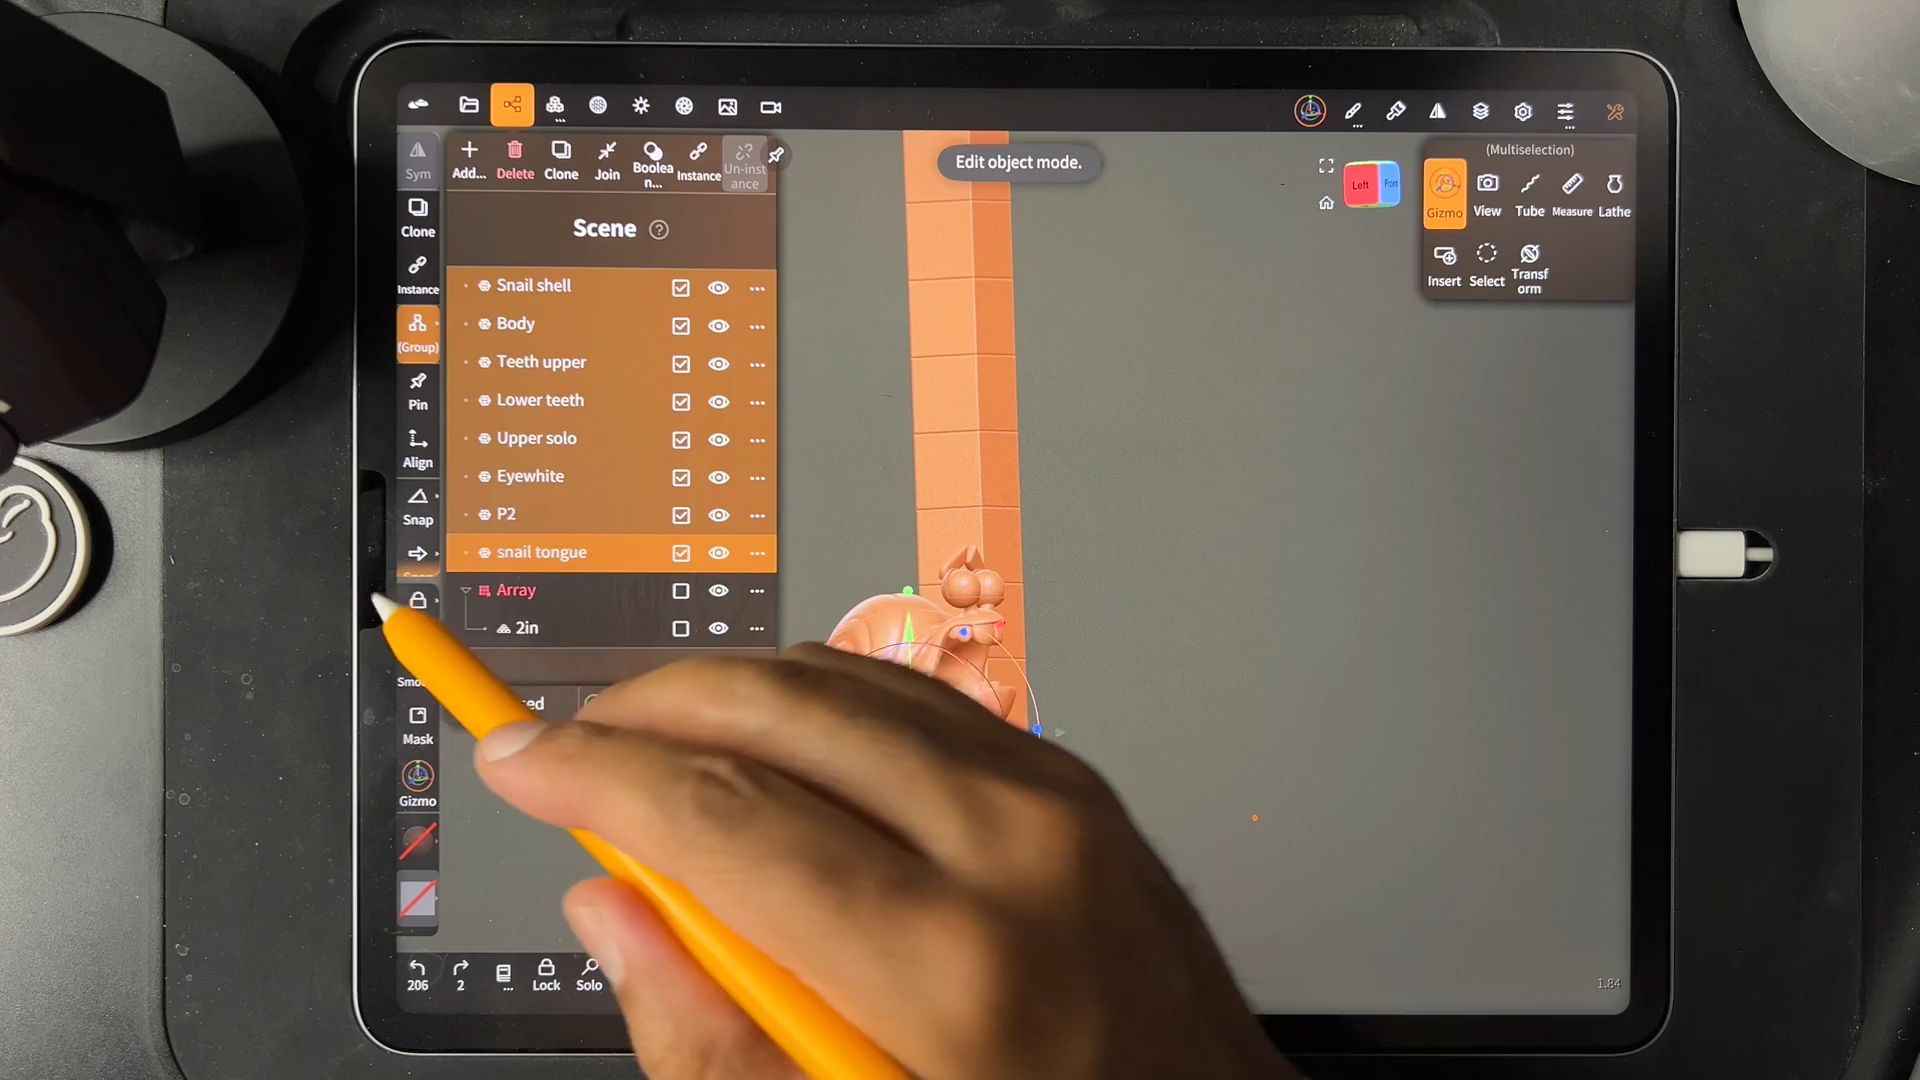 Add...
Delete
Clone
Join
Boolea
n...
Instance
Un-inst
ance
Edit object mode.
Left
Front
(Multiselection)
Gizmo
View
Tube
Measure
Lathe
Insert
Select
Transf
orm
Sym
Clone
Instance
(Group)
Pin
Align
Snap
Mask
Gizmo
Scene ?
Snail shell
Body
Teeth upper
Lower teeth
Upper solo
Eyewhite
P2
snail tongue
Array
2in
206
2
...
Lock
Solo
1.84